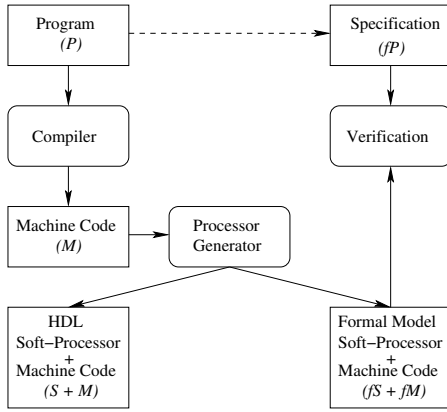 Program
(P)
Specification
(fP)
Compiler
Verification
Machine Code
(M)
Processor
Generator
HDL
Soft−Processor
+
Machine Code
(S + M)
Formal Model
Soft−Processor
+
Machine Code
(fS + fM)